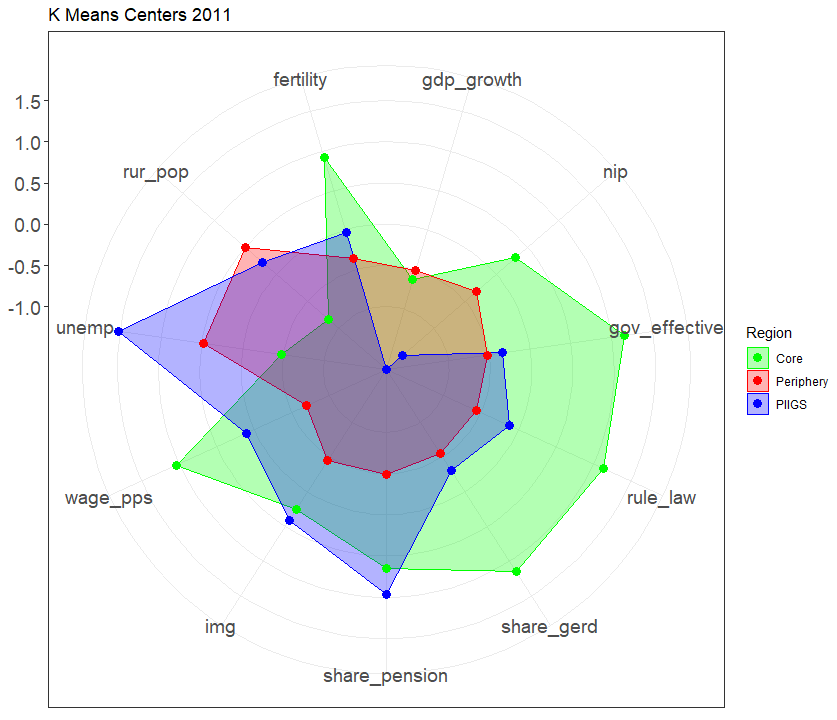 K Means Centers 2011
fertility
gdp_growth
1.5
1.0
rur_pop
nip
0.5
0.0
-0.5
-1.0
unemp
gov_effective
Region
Core
Periphery
PIIGS
wage_pps
rule_law
img
share_gerd
share_pension